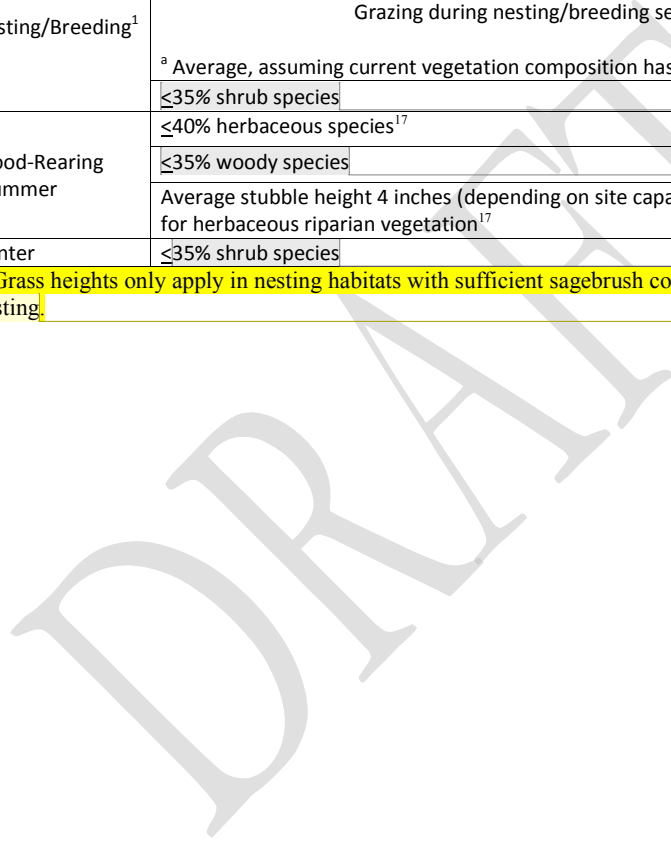 Grazing during nesting/breeding se
sting/Breeding¹
ᵃ Average, assuming current vegetation composition has
≤35% shrub species
≤40% herbaceous species¹⁷
ood-Rearing
ummer
≤35% woody species
Average stubble height 4 inches (depending on site capa
for herbaceous riparian vegetation¹⁷
nter
≤35% shrub species
Grass heights only apply in nesting habitats with sufficient sagebrush co
sting.
DRAFT